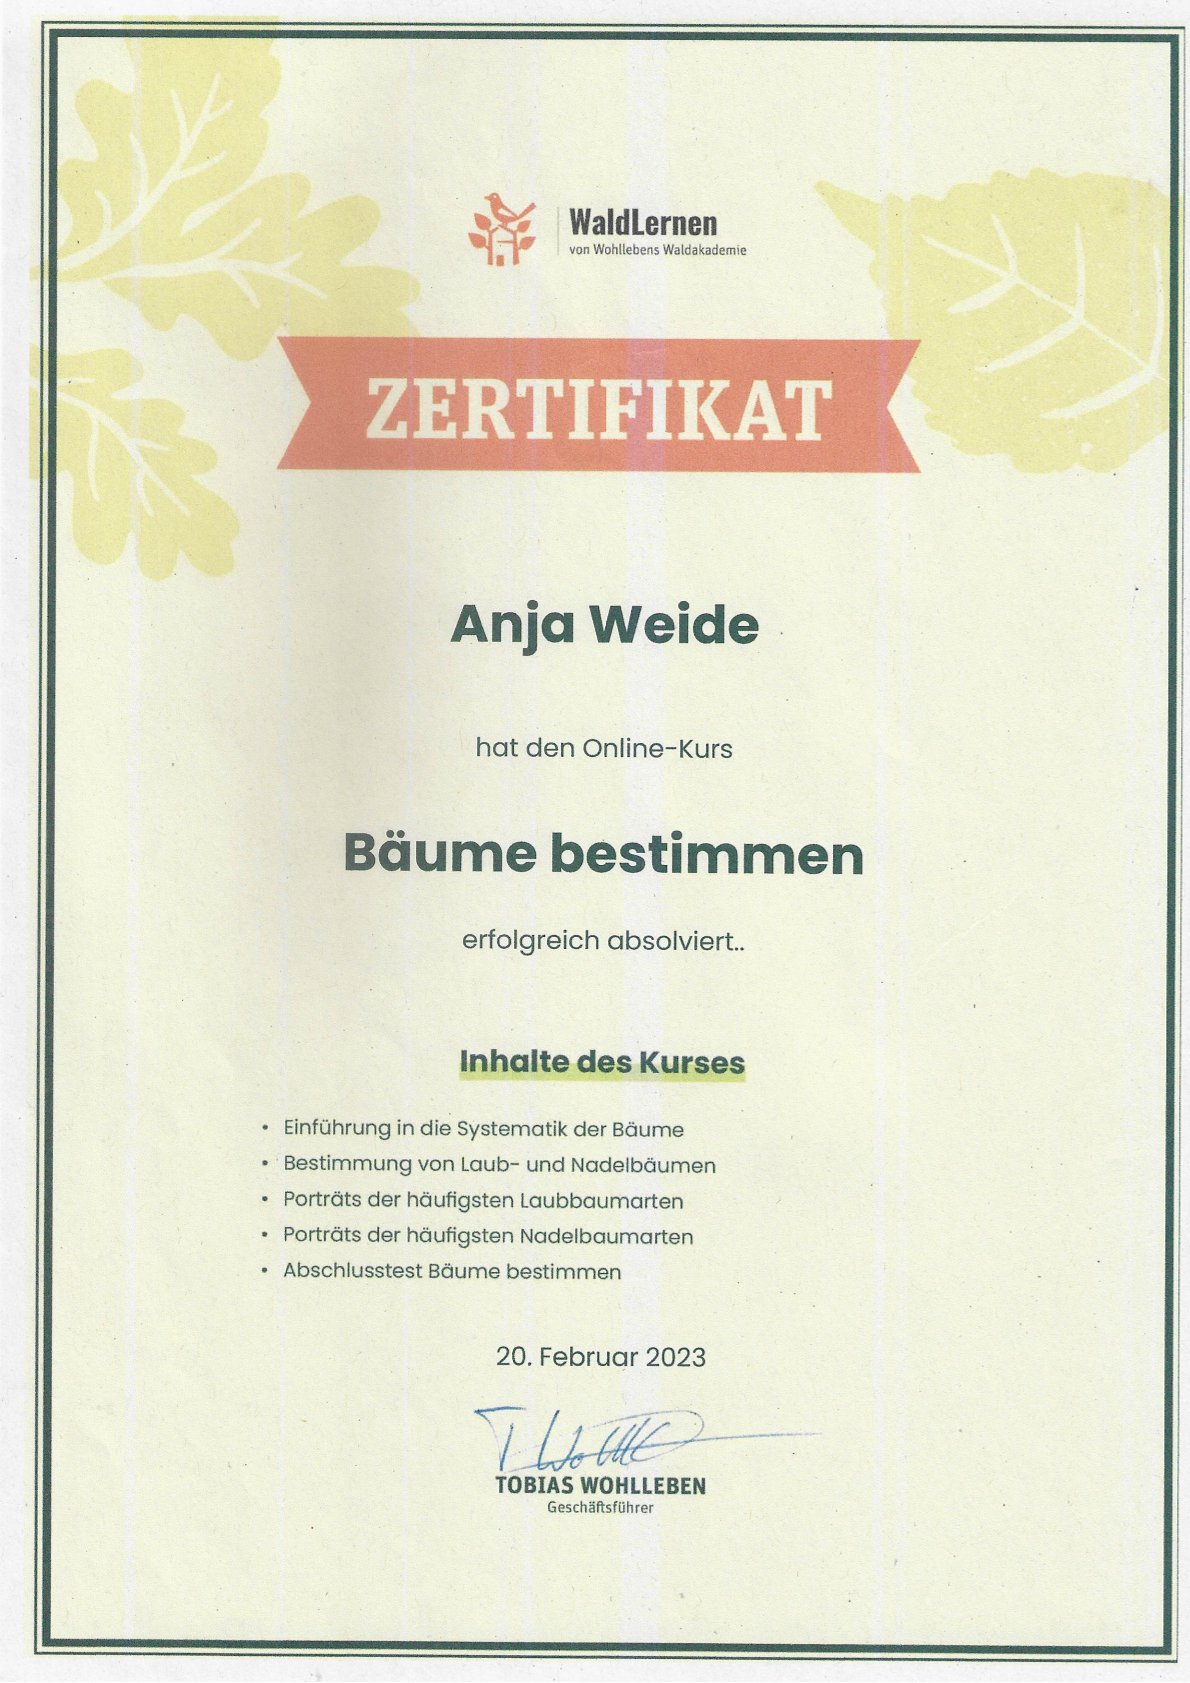 WaldLernen
von Wohllebens Waldakademie
ZERTIFIKAT
Anja Weide
hat den Online-Kurs
Bäume bestimmen
erfolgreich absolviert..
Inhalte des Kurses
• Einführung in die Systematik der Bäume
• Bestimmung von Laub- und Nadelbäumen
• Porträts der häufigsten Laubbaumarten
• Porträts der häufigsten Nadelbaumarten
• Abschlusstest Bäume bestimmen
20. Februar 2023
TOBIAS WOHLLEBEN
Geschäftsführer